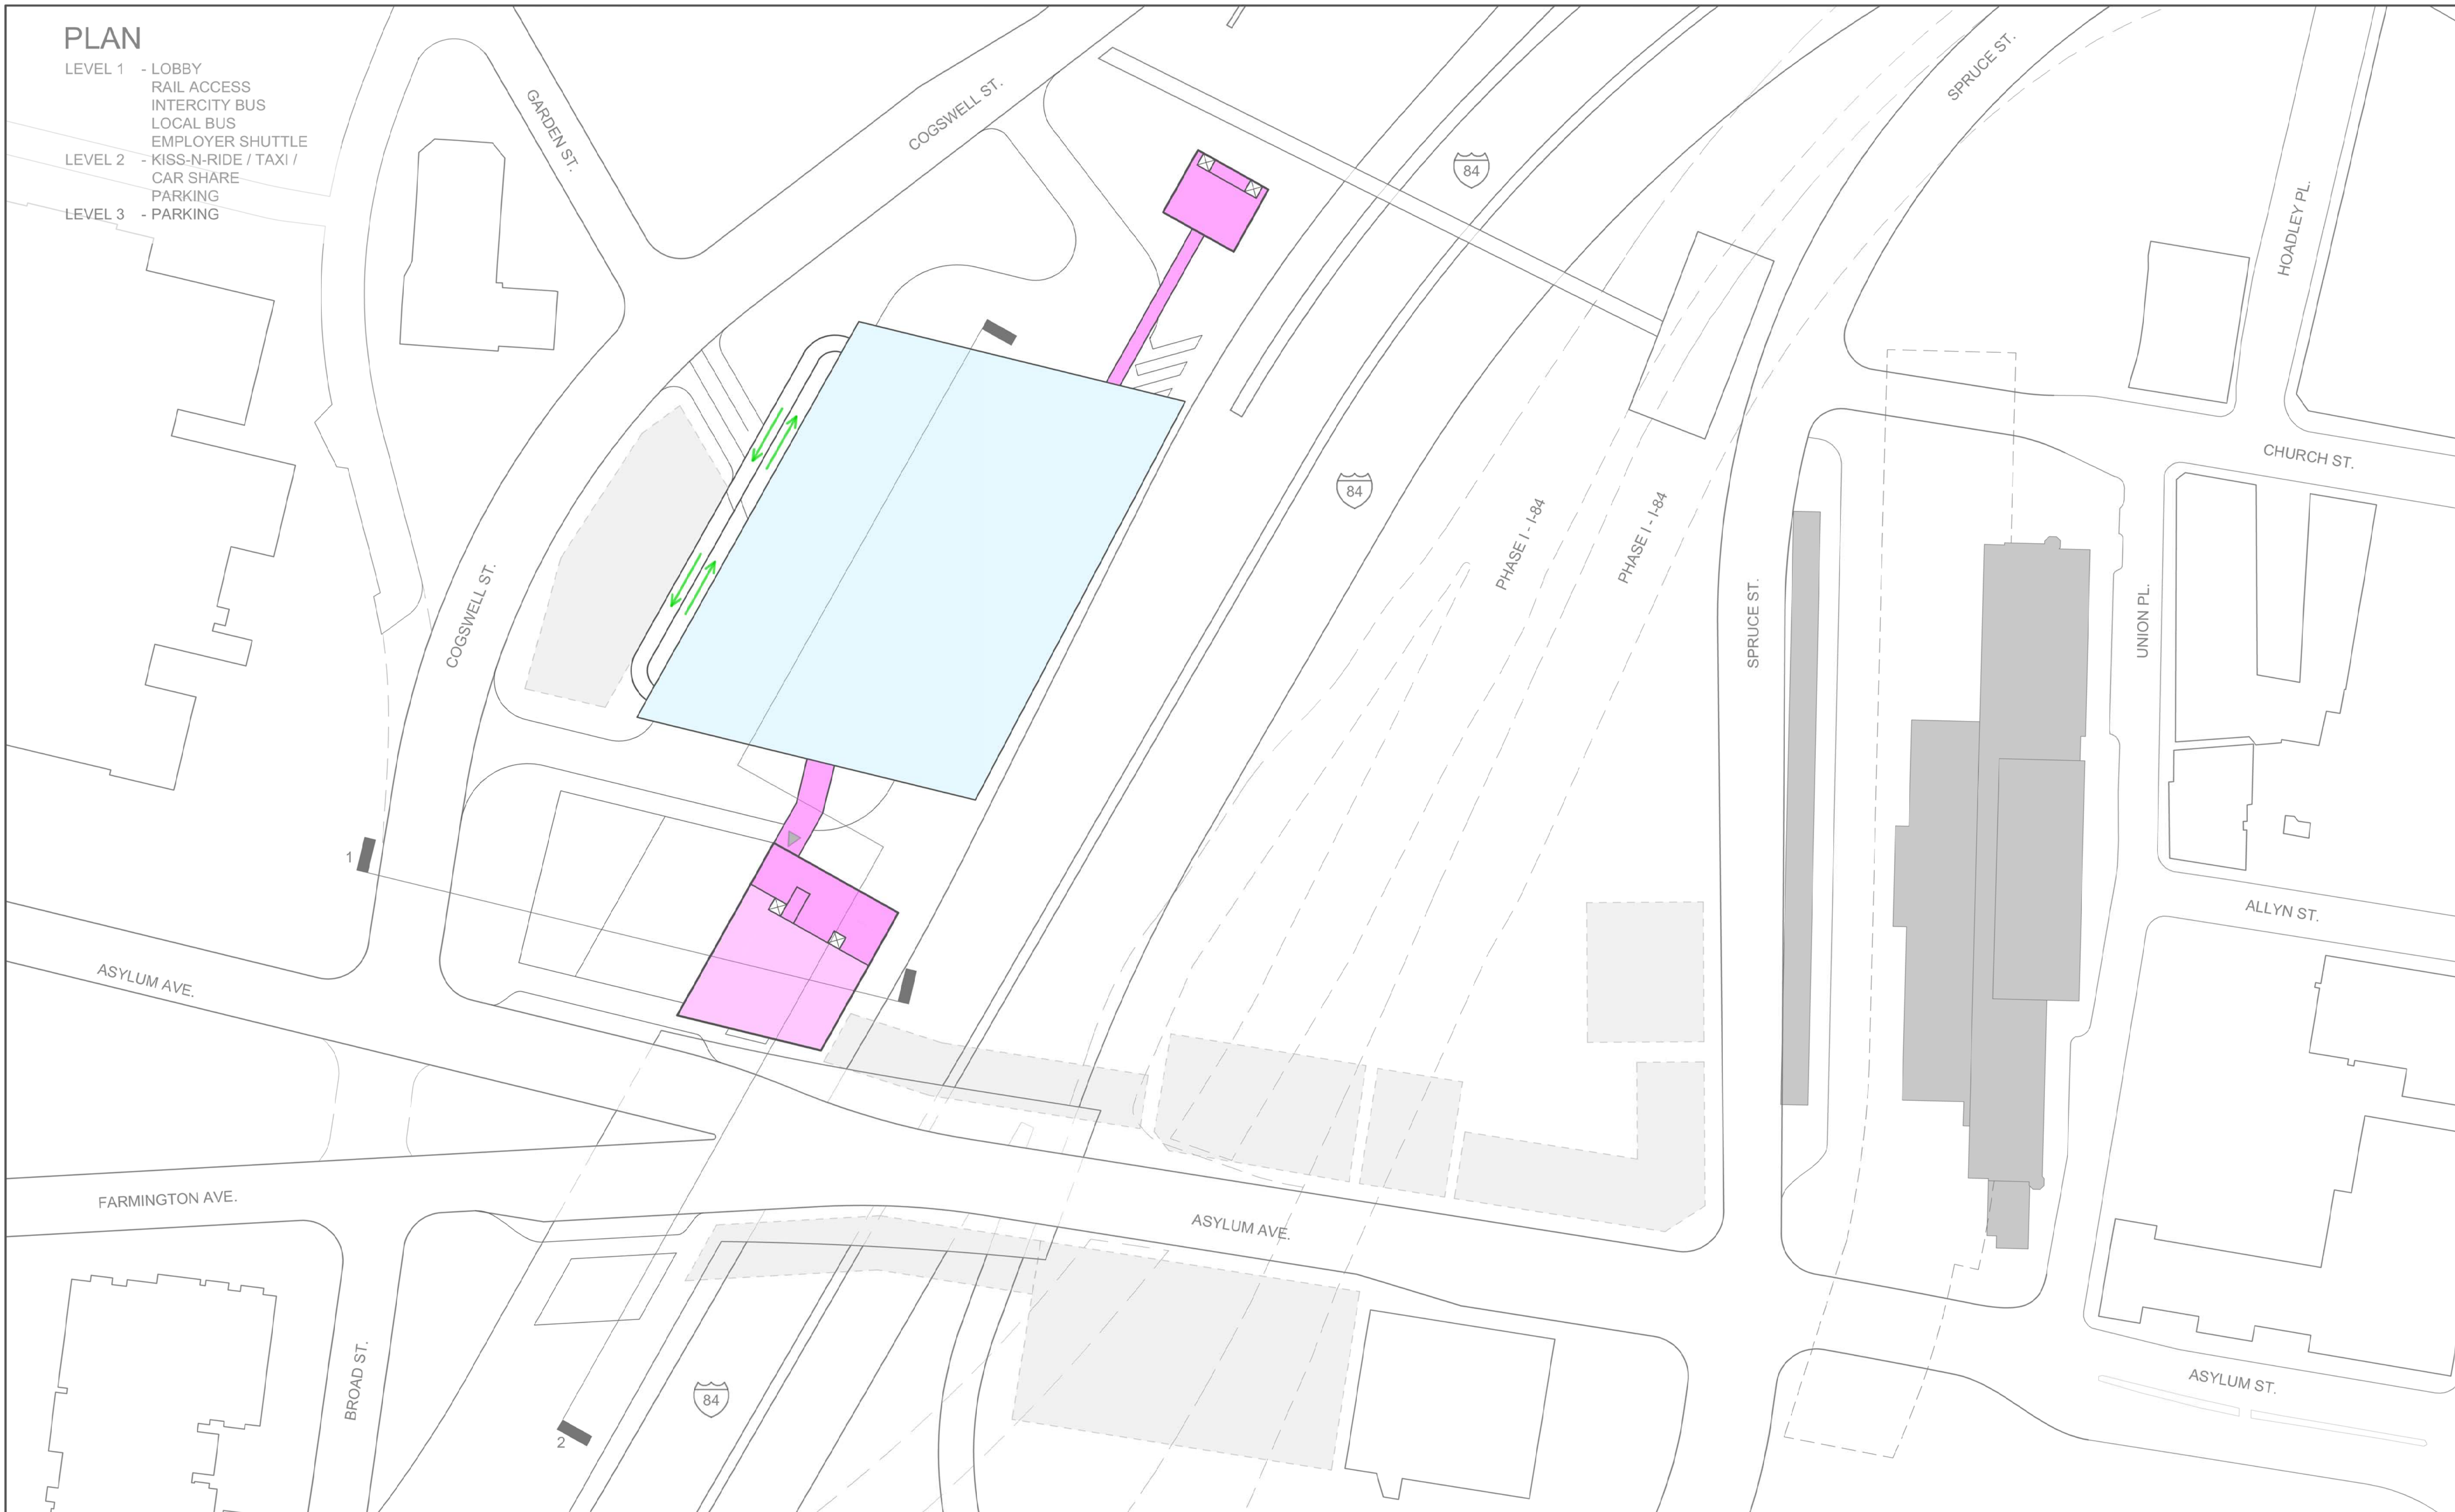 PLAN
LEVEL 1 - LOBBY
RAIL ACCESS
INTERCITY BUS
LOCAL BUS
EMPLOYER SHUTTLE
LEVEL 2 - KISS-N-RIDE / TAXI /
CAR SHARE
PARKING
LEVEL 3 - PARKING
GARDEN ST.
COGSWELL ST.
SPRUCE ST.
84
HOADLEY PL.
84
CHURCH ST.
PHASE I - I-84
PHASE I - I-84
COGSWELL ST.
SPRUCE ST.
UNION PL.
1
ALLYN ST.
ASYLUM AVE.
FARMINGTON AVE.
ASYLUM AVE.
BROAD ST.
84
ASYLUM ST.
2